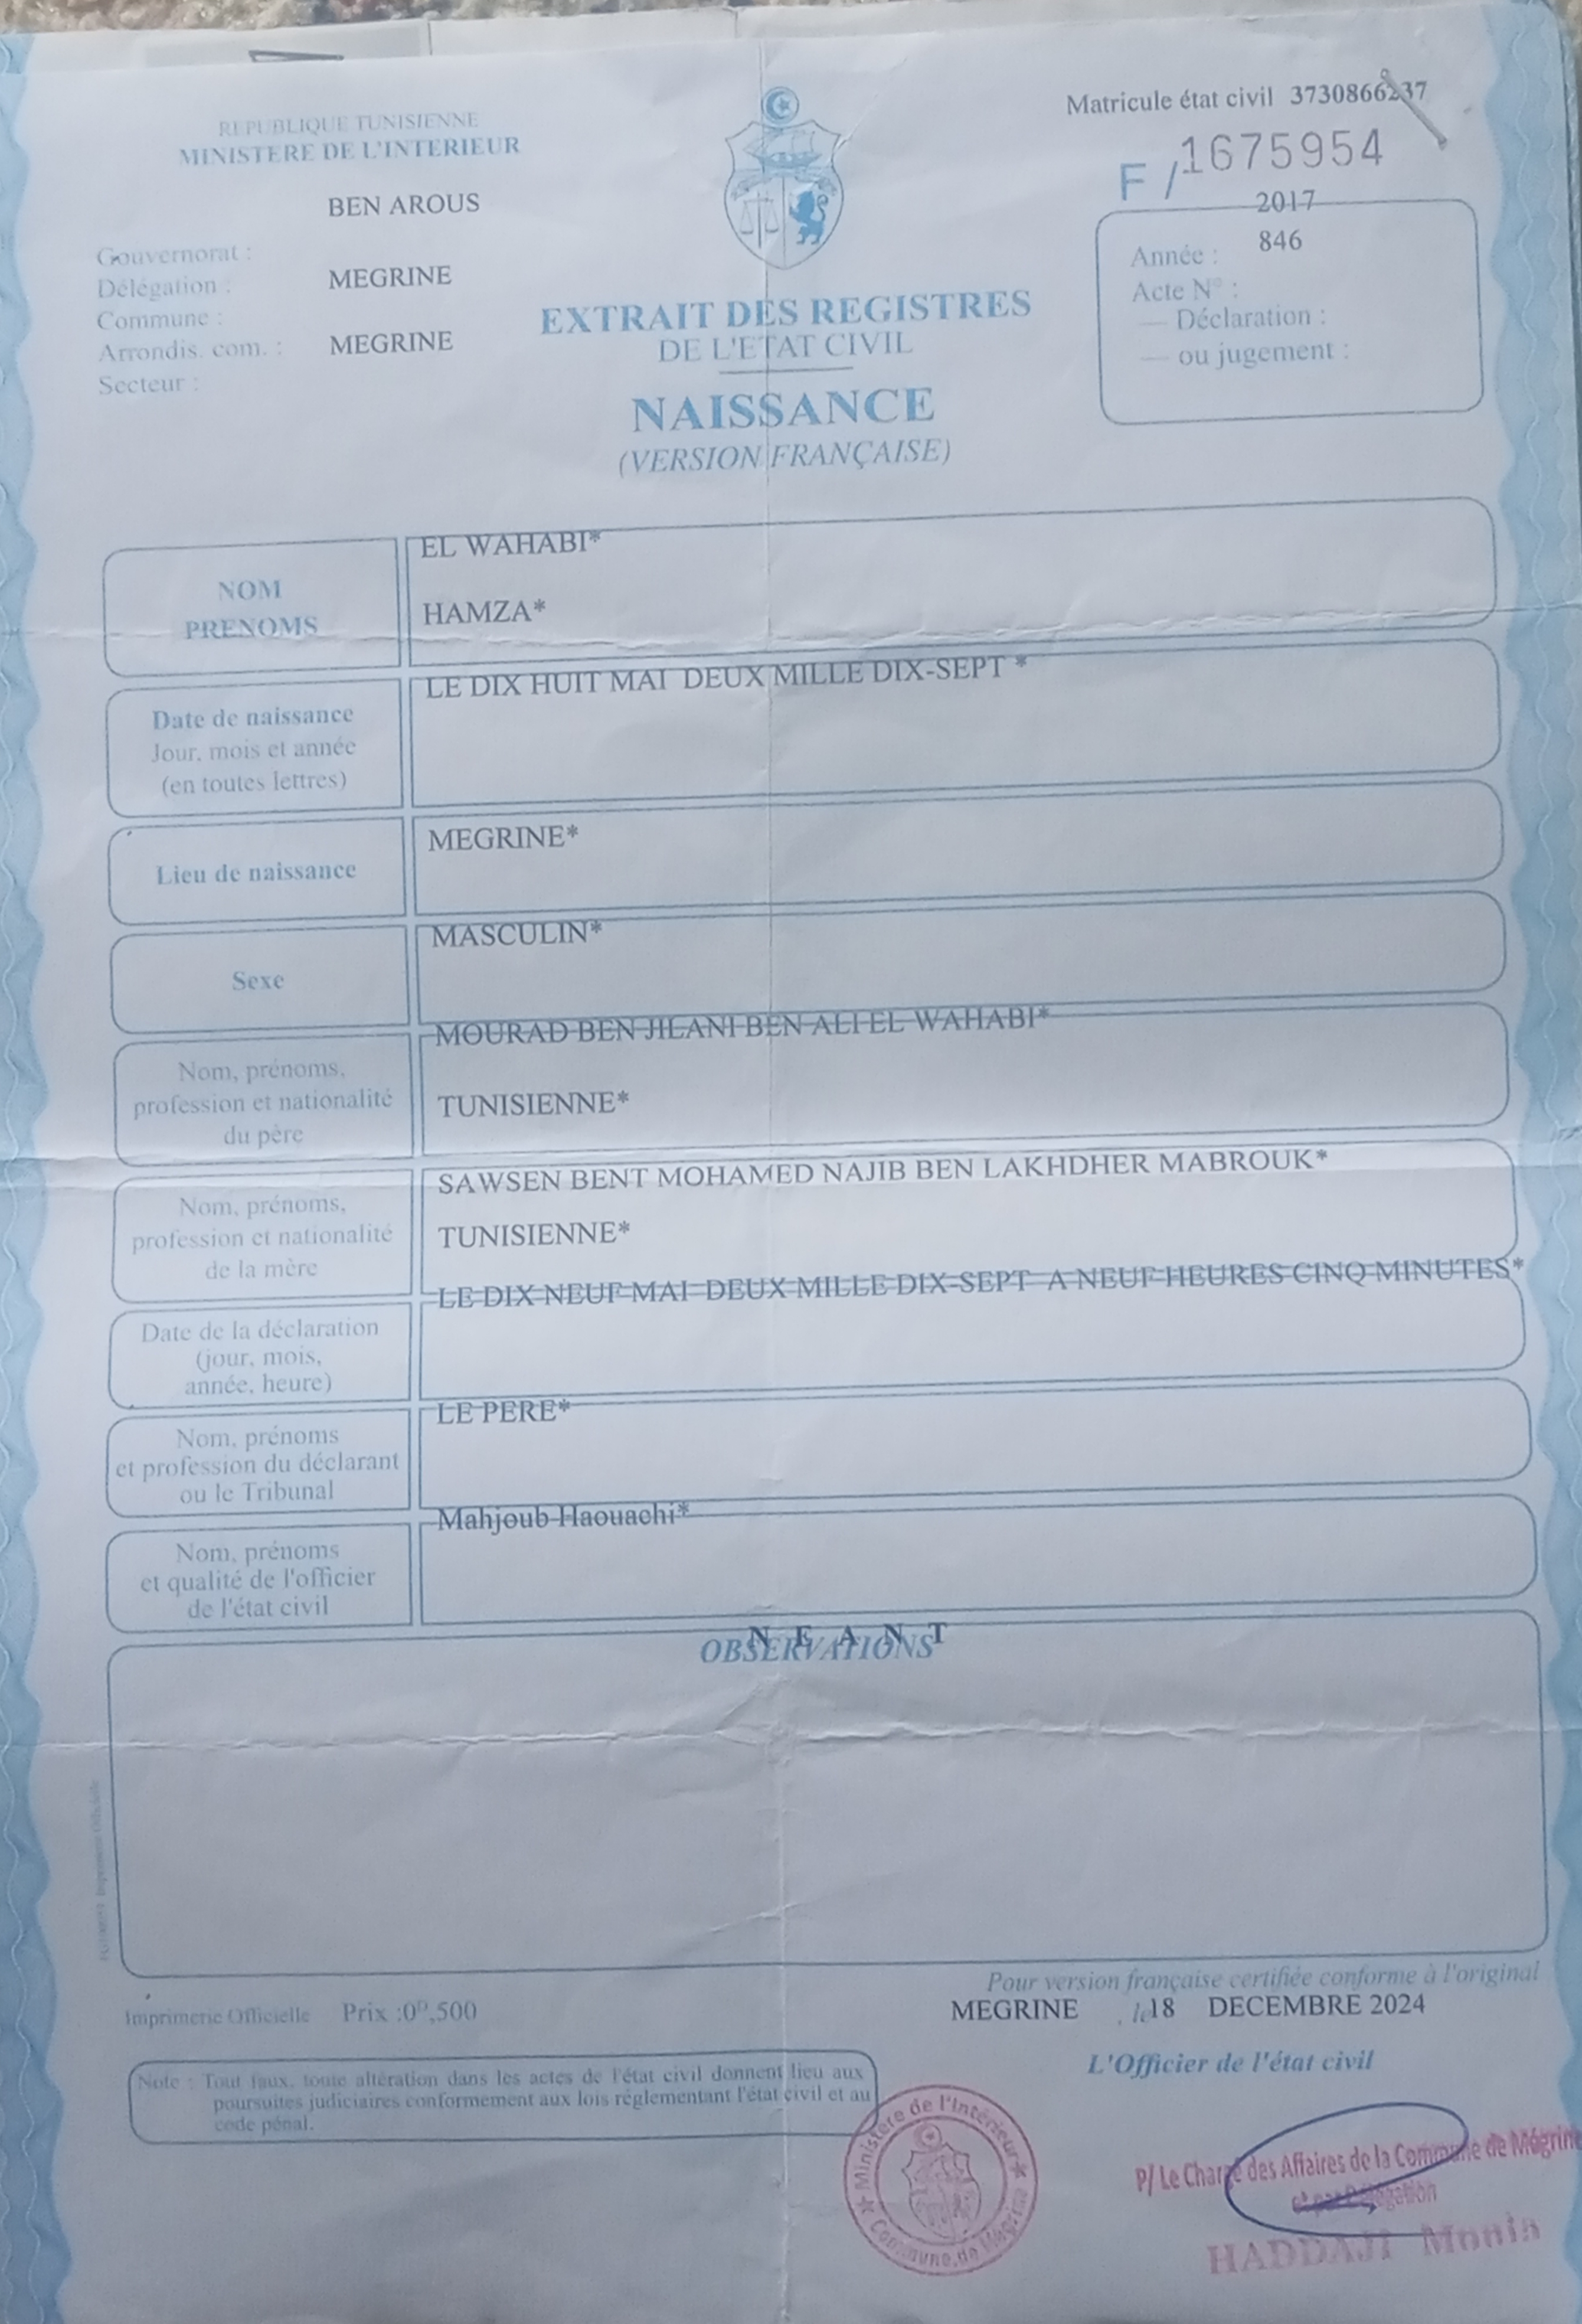 REPUBLIQUE TUNISIENNE
MINISTERE DE L'INTERIEUR
BEN AROUS
Gouvernorat :
Délégation : MEGRINE
Commune :
Arrondis. com. : MEGRINE
Secteur :
Matricule état civil 3730866237
F / 1675954
2017
Année : 846
Acte N° :
— Déclaration :
— ou jugement :
EXTRAIT DES REGISTRES
DE L'ETAT CIVIL
NAISSANCE
(VERSION FRANÇAISE)
NOM
PRENOMS
EL WAHABI*
HAMZA*
Date de naissance
Jour, mois et année
(en toutes lettres)
LE DIX HUIT MAI DEUX MILLE DIX-SEPT *
Lieu de naissance
MEGRINE*
Sexe
MASCULIN*
Nom, prénoms,
profession et nationalité
du père
MOURAD BEN JILANI BEN ALI EL WAHABI*
TUNISIENNE*
Nom, prénoms,
profession et nationalité
de la mère
SAWSEN BENT MOHAMED NAJIB BEN LAKHDHER MABROUK*
TUNISIENNE*
Date de la déclaration
(jour, mois,
année, heure)
LE DIX NEUF MAI DEUX MILLE DIX-SEPT A NEUF HEURES CINQ MINUTES*
Nom, prénoms
et profession du déclarant
ou le Tribunal
LE PERE*
Nom, prénoms
et qualité de l'officier
de l'état civil
Mahjoub Haouachi*
N E A N T
OBSERVATIONS
Pour version française certifiée conforme à l'original
Imprimerie Officielle Prix :0ᴰ,500
MEGRINE , le 18 DECEMBRE 2024
L'Officier de l'état civil
Note : Tout faux, toute altération dans les actes de l'état civil donnent lieu aux
poursuites judiciaires conformement aux lois réglementant l'état civil et au
code pénal.
Ministère de l'Intérieur
Commune de Mégrine
P/ Le Chargé des Affaires de la Commune de Mégrine
et par Délégation
HADDAJI Monia